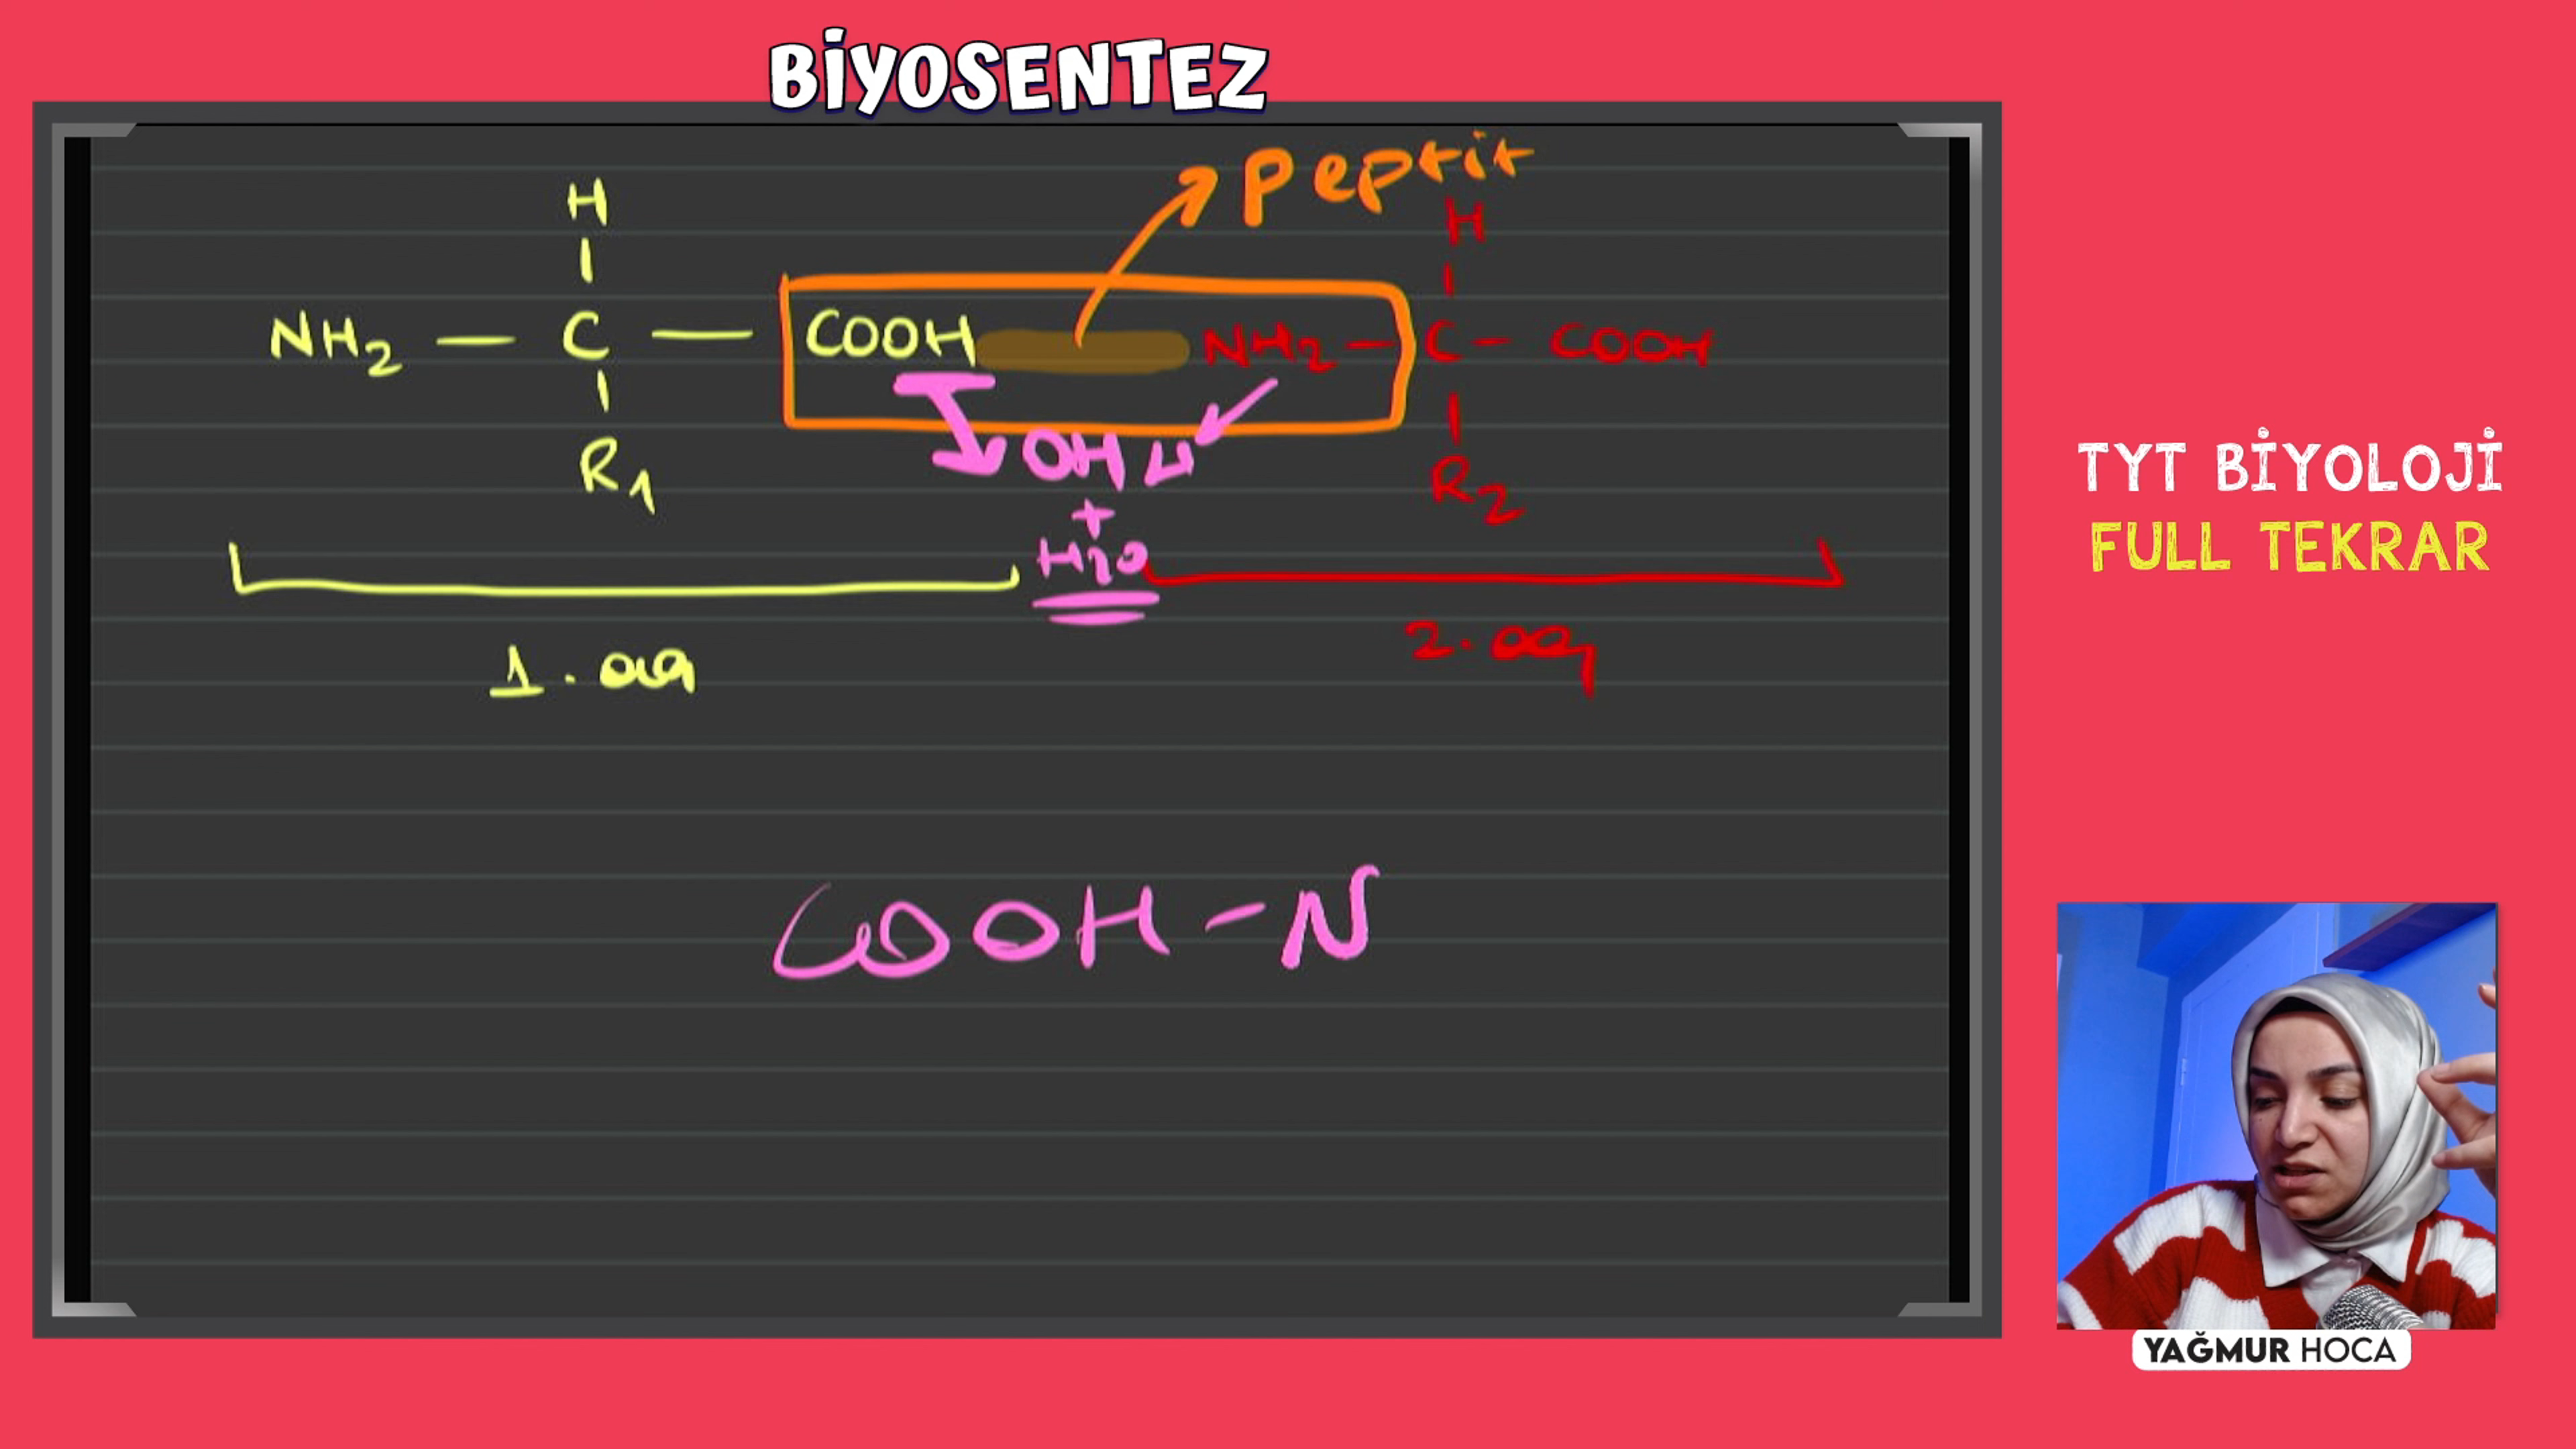 BİYOSENTEZ
Peptit
H
H
NH2 — C — COOH NH2 — C — COOH
OH H
R1
R2
+
H2O
1. aa
2. aa
COOH - N
TYT BİYOLOJİ
FULL TEKRAR
YAĞMUR HOCA